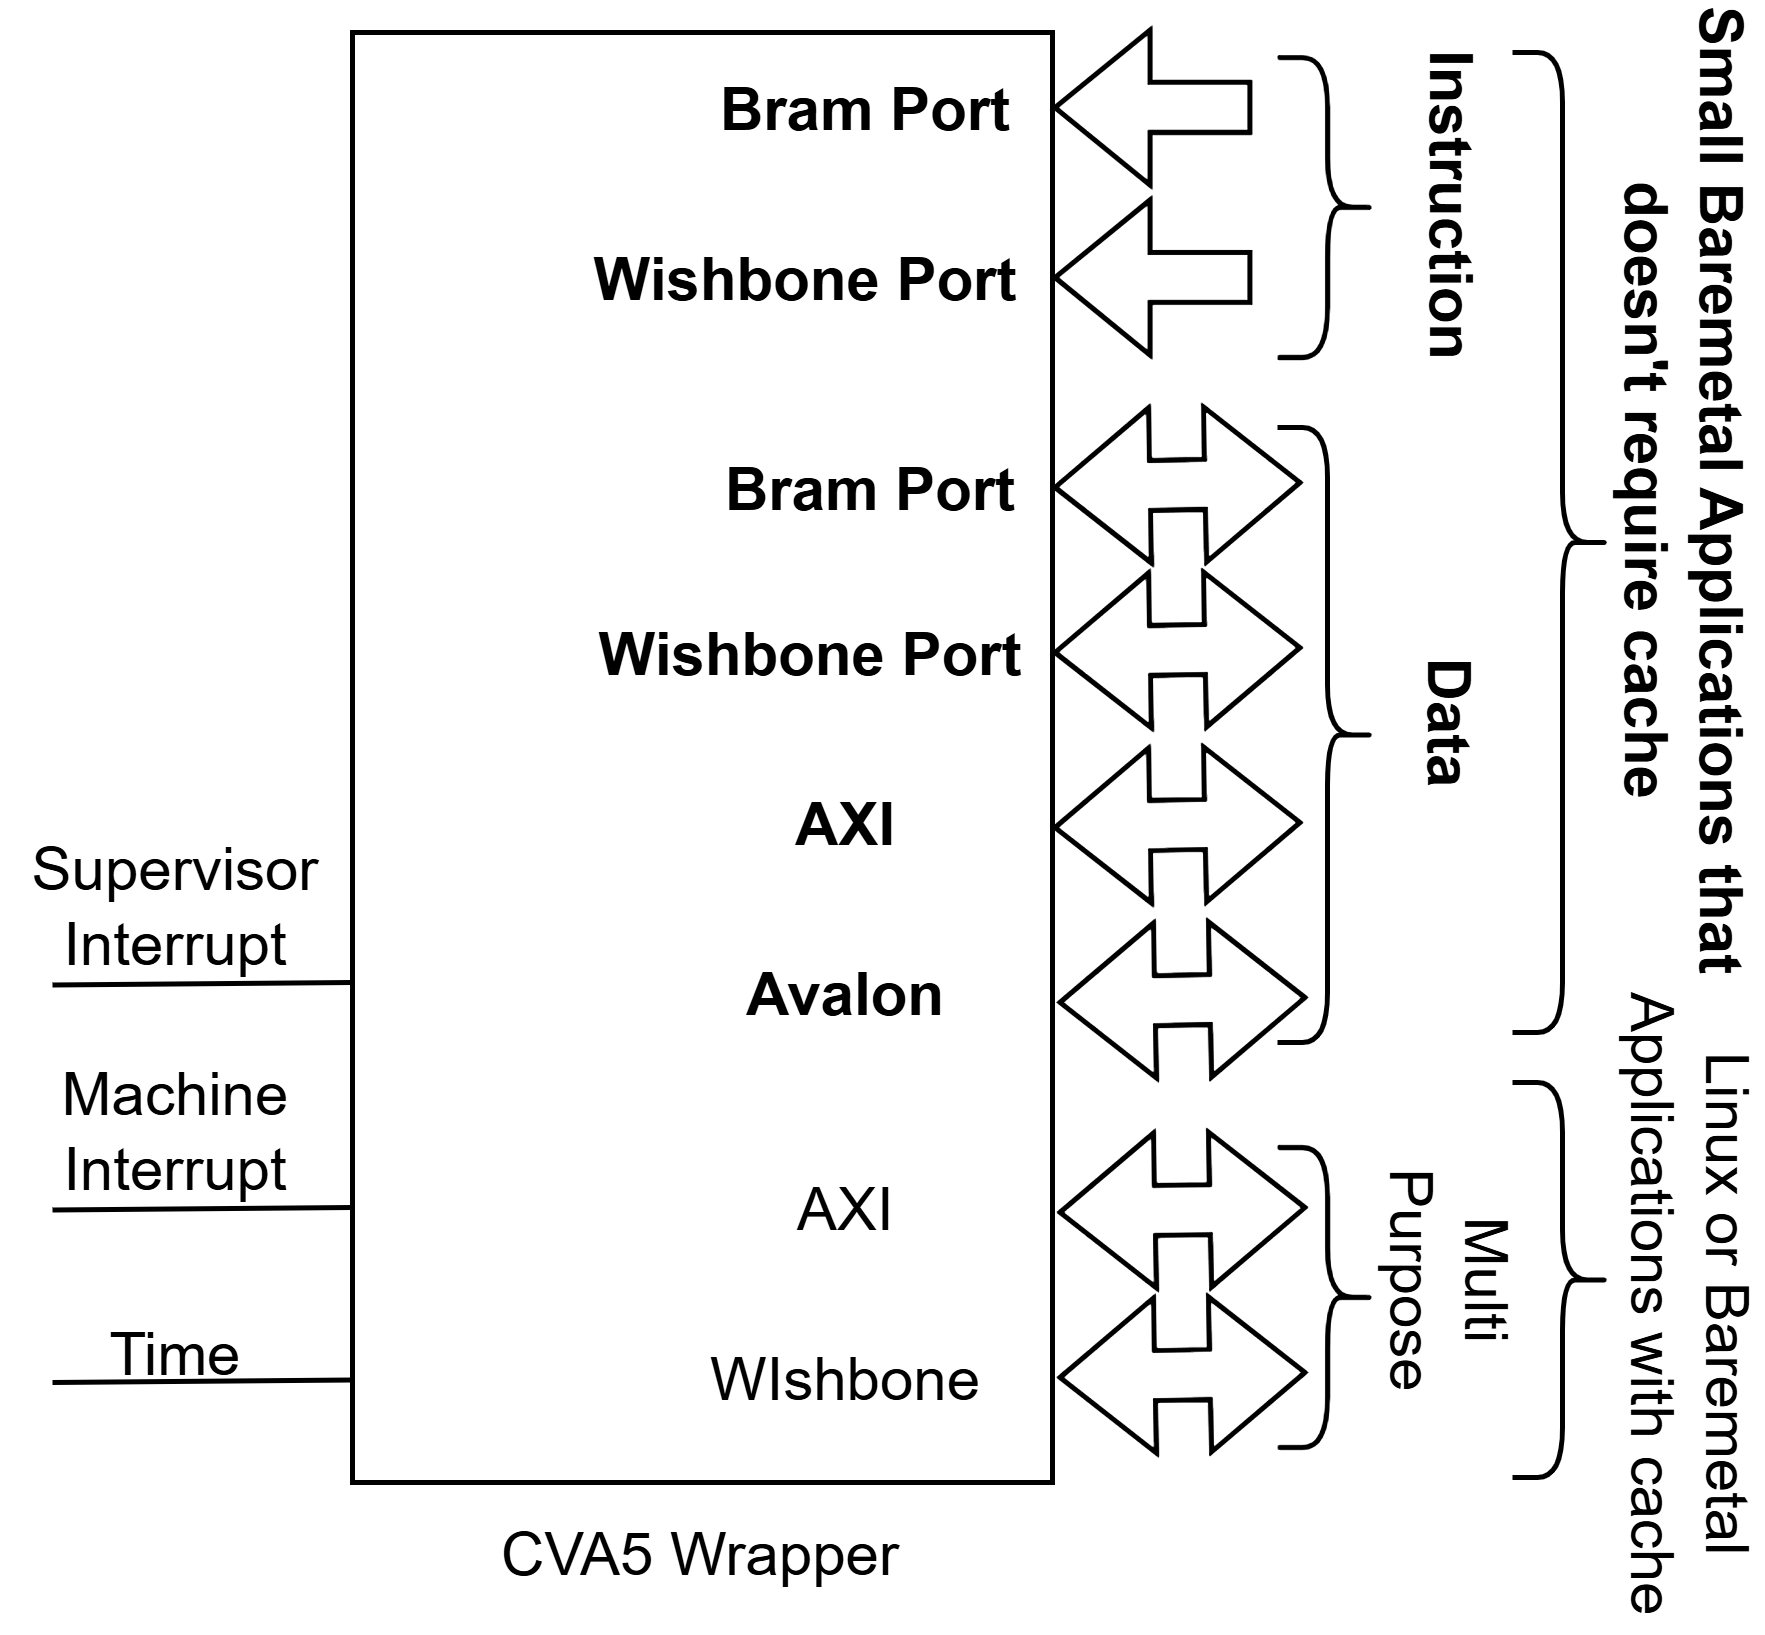 Bram Port
Wishbone Port
Bram Port
Wishbone Port
AXI
Avalon
AXI
WIshbone
Supervisor
Interrupt
Machine
Interrupt
Time
Instruction
Data
Multi
Purpose
Small Baremetal Applications that
doesn't require cache
Linux or Baremetal
Applications with cache
CVA5 Wrapper